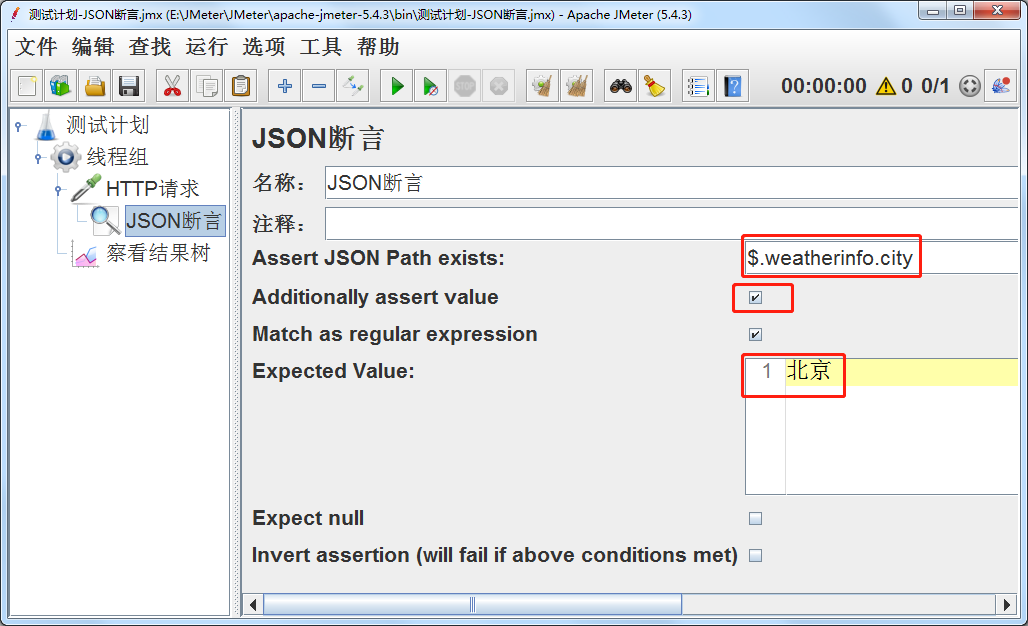 测试计划-JSON断言.jmx (E:\JMeter\JMeter\apache-jmeter-5.4.3\bin\测试计划-JSON断言.jmx) - Apache JMeter (5.4.3)
文件 编辑 查找 运行 选项 工具 帮助
STOP
00:00:00 0 0/1
测试计划
线程组
HTTP请求
JSON断言
察看结果树
JSON断言
名称： JSON断言
注释：
Assert JSON Path exists: $.weatherinfo.city
Additionally assert value
Match as regular expression
Expected Value: 1 北京
Expect null
Invert assertion (will fail if above conditions met)